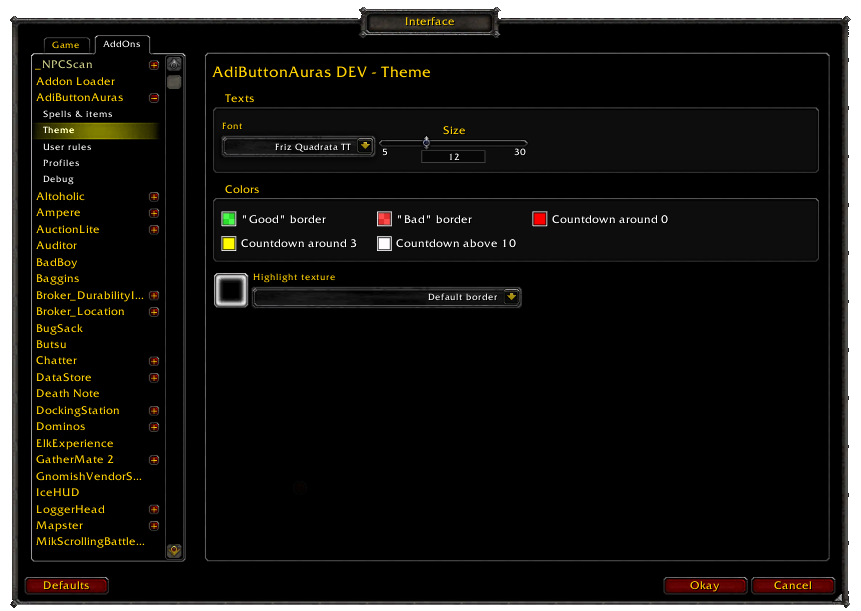 Interface
Game
AddOns
_NPCScan
Addon Loader
AdiButtonAuras
Spells & items
Theme
User rules
Profiles
Debug
Altoholic
Ampere
AuctionLite
Auditor
BadBoy
Baggins
Broker_DurabilityI...
Broker_Location
BugSack
Butsu
Chatter
DataStore
Death Note
DockingStation
Dominos
ElkExperience
GatherMate 2
GnomishVendorS...
IceHUD
LoggerHead
Mapster
MikScrollingBattle...
AdiButtonAuras DEV - Theme
Texts
Font
Friz Quadrata TT
Size
5
12
30
Colors
"Good" border
"Bad" border
Countdown around 0
Countdown around 3
Countdown above 10
Highlight texture
Default border
Defaults
Okay
Cancel